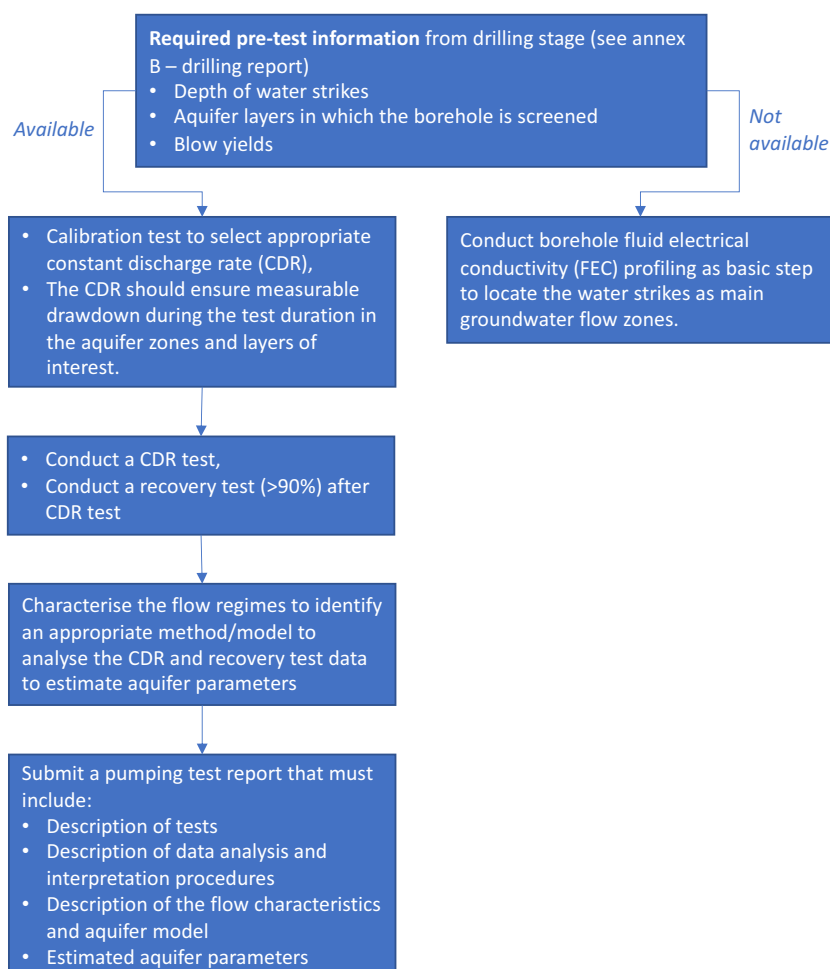 Required pre-test information from drilling stage (see annex
B – drilling report)
• Depth of water strikes
• Aquifer layers in which the borehole is screened
• Blow yields
Available
Not
available
• Calibration test to select appropriate
constant discharge rate (CDR),
• The CDR should ensure measurable
drawdown during the test duration in
the aquifer zones and layers of
interest.
Conduct borehole fluid electrical
conductivity (FEC) profiling as basic step
to locate the water strikes as main
groundwater flow zones.
• Conduct a CDR test,
• Conduct a recovery test (>90%) after
CDR test
Characterise the flow regimes to identify
an appropriate method/model to
analyse the CDR and recovery test data
to estimate aquifer parameters
Submit a pumping test report that must
include:
• Description of tests
• Description of data analysis and
interpretation procedures
• Description of the flow characteristics
and aquifer model
• Estimated aquifer parameters